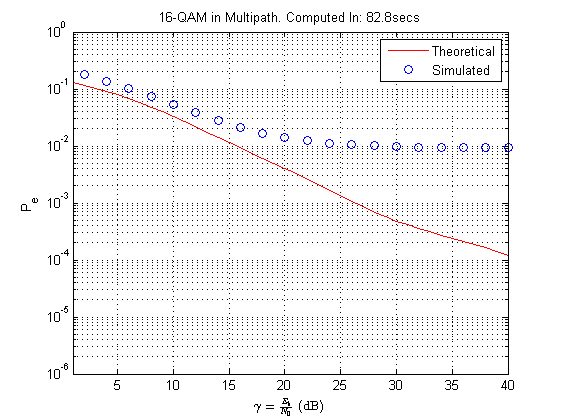 16-QAM in Multipath. Computed In: 82.8secs
Theoretical
Simulated
10^0
10^-1
10^-2
10^-3
10^-4
10^-5
10^-6
P_e
5 10 15 20 25 30 35 40
γ = E_b/N_0 (dB)